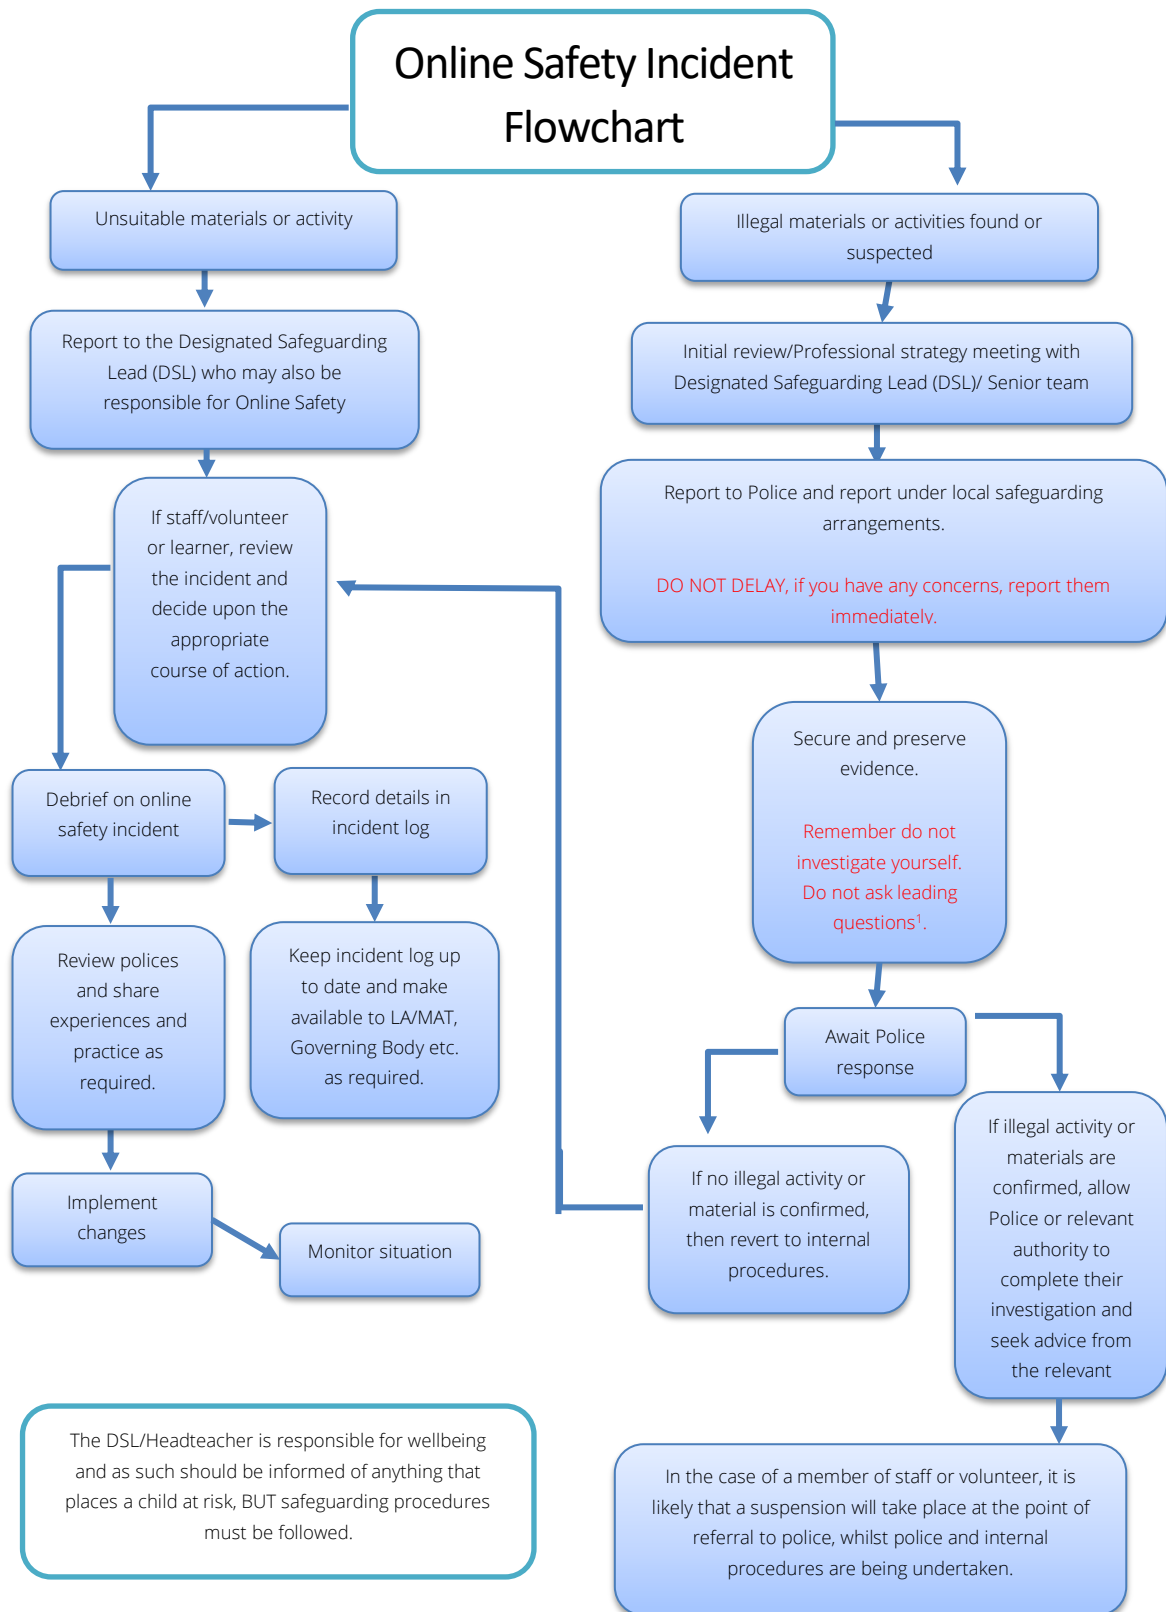 Online Safety Incident
Flowchart
Unsuitable materials or activity
Report to the Designated Safeguarding
Lead (DSL) who may also be
responsible for Online Safety
If staff/volunteer
or learner, review
the incident and
decide upon the
appropriate
course of action.
Debrief on online
safety incident
Record details in
incident log
Review polices
and share
experiences and
practice as
required.
Keep incident log up
to date and make
available to LA/MAT,
Governing Body etc.
as required.
Implement
changes
Monitor situation
Illegal materials or activities found or
suspected
Initial review/Professional strategy meeting with
Designated Safeguarding Lead (DSL)/ Senior team
Report to Police and report under local safeguarding
arrangements.
DO NOT DELAY, if you have any concerns, report them
immediately.
Secure and preserve
evidence.
Remember do not
investigate yourself.
Do not ask leading
questions¹.
Await Police
response
If no illegal activity or
material is confirmed,
then revert to internal
procedures.
If illegal activity or
materials are
confirmed, allow
Police or relevant
authority to
complete their
investigation and
seek advice from
the relevant
In the case of a member of staff or volunteer, it is
likely that a suspension will take place at the point of
referral to police, whilst police and internal
procedures are being undertaken.
The DSL/Headteacher is responsible for wellbeing
and as such should be informed of anything that
places a child at risk, BUT safeguarding procedures
must be followed.